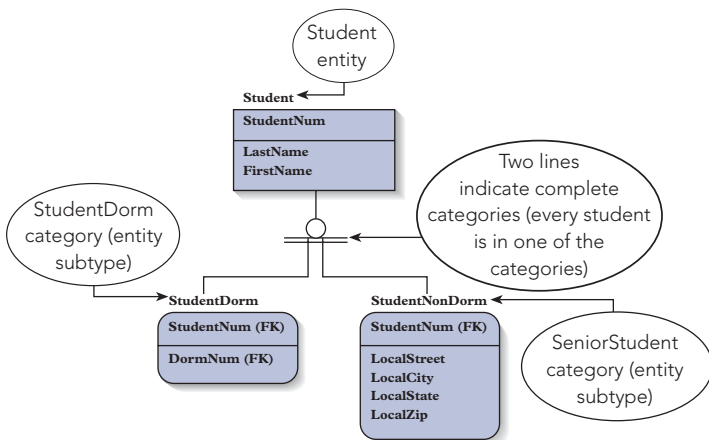 Student
entity
Student
StudentNum
LastName
FirstName
Two lines
indicate complete
categories (every student
is in one of the
categories)
StudentDorm
category (entity
subtype)
StudentDorm
StudentNum (FK)
DormNum (FK)
StudentNonDorm
StudentNum (FK)
LocalStreet
LocalCity
LocalState
LocalZip
SeniorStudent
category (entity
subtype)